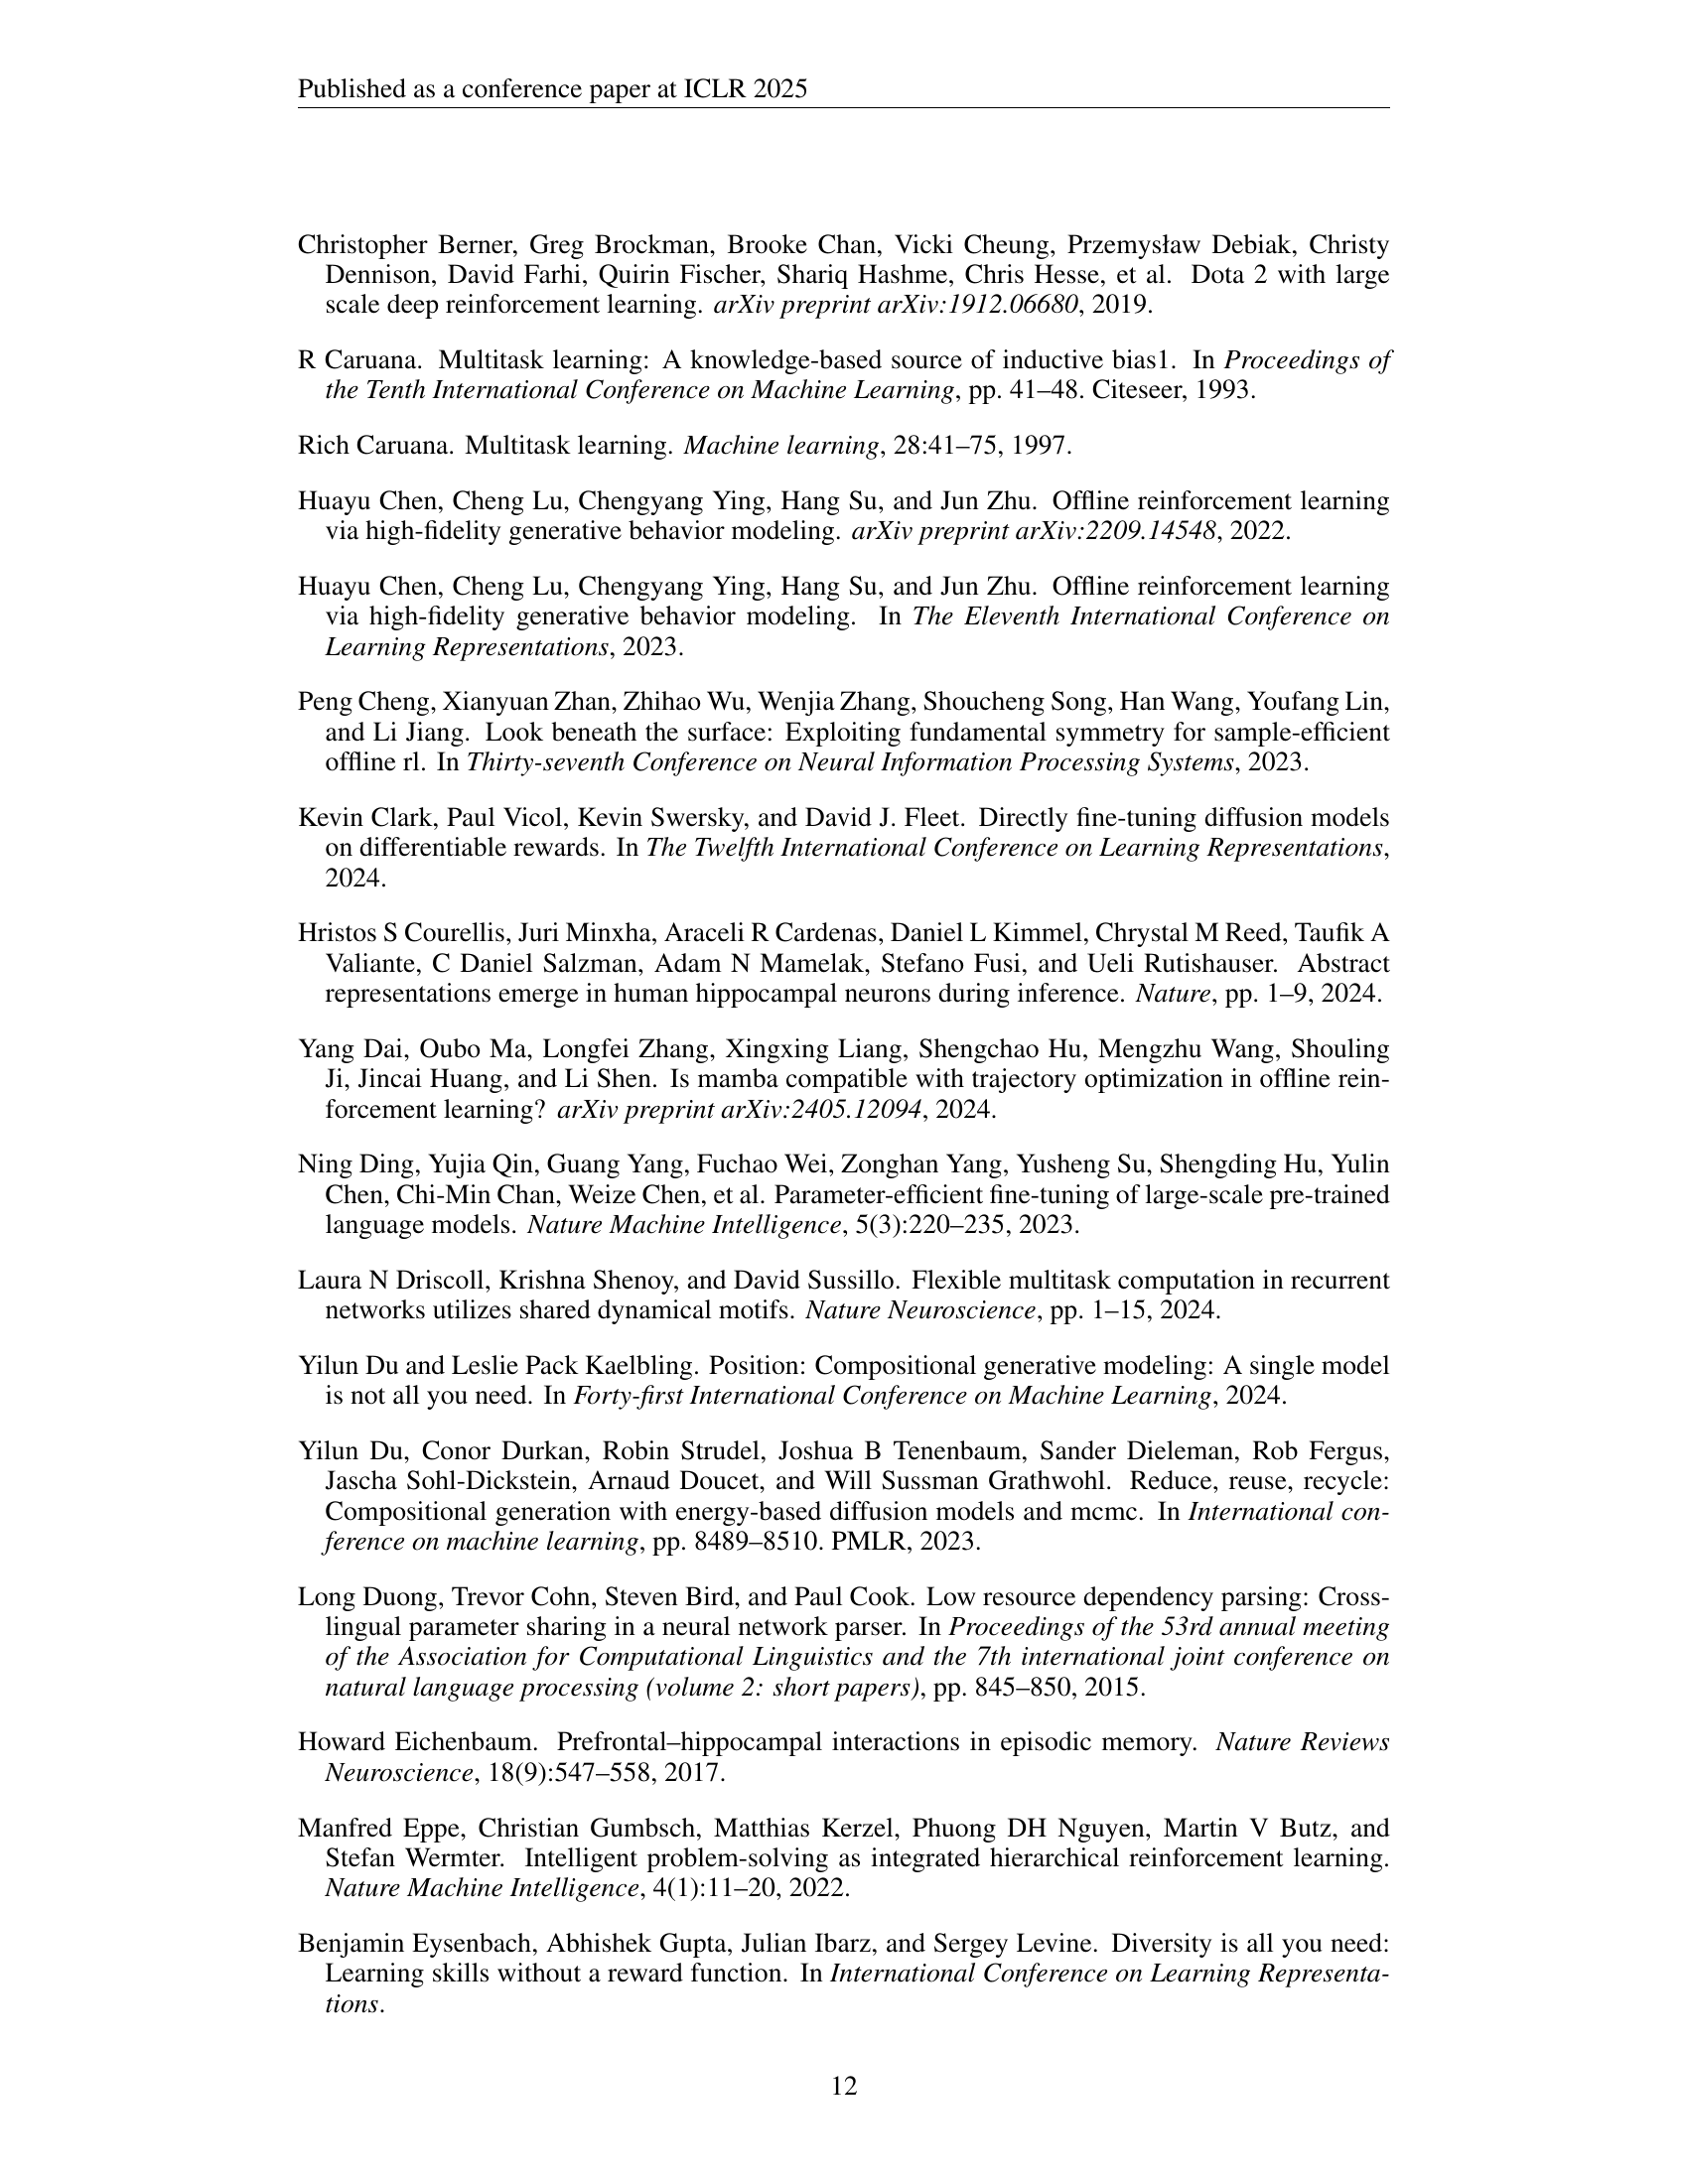 Published as a conference paper at ICLR 2025
Christopher Berner, Greg Brockman, Brooke Chan, Vicki Cheung, Przemysław Debiak, Christy
Dennison, David Farhi, Quirin Fischer, Shariq Hashme, Chris Hesse, et al. Dota 2 with large
scale deep reinforcement learning. arXiv preprint arXiv:1912.06680, 2019.
R Caruana. Multitask learning: A knowledge-based source of inductive bias1. In Proceedings of
the Tenth International Conference on Machine Learning, pp. 41–48. Citeseer, 1993.
Rich Caruana. Multitask learning. Machine learning, 28:41–75, 1997.
Huayu Chen, Cheng Lu, Chengyang Ying, Hang Su, and Jun Zhu. Offline reinforcement learning
via high-fidelity generative behavior modeling. arXiv preprint arXiv:2209.14548, 2022.
Huayu Chen, Cheng Lu, Chengyang Ying, Hang Su, and Jun Zhu. Offline reinforcement learning
via high-fidelity generative behavior modeling. In The Eleventh International Conference on
Learning Representations, 2023.
Peng Cheng, Xianyuan Zhan, Zhihao Wu, Wenjia Zhang, Shoucheng Song, Han Wang, Youfang Lin,
and Li Jiang. Look beneath the surface: Exploiting fundamental symmetry for sample-efficient
offline rl. In Thirty-seventh Conference on Neural Information Processing Systems, 2023.
Kevin Clark, Paul Vicol, Kevin Swersky, and David J. Fleet. Directly fine-tuning diffusion models
on differentiable rewards. In The Twelfth International Conference on Learning Representations,
2024.
Hristos S Courellis, Juri Minxha, Araceli R Cardenas, Daniel L Kimmel, Chrystal M Reed, Taufik A
Valiante, C Daniel Salzman, Adam N Mamelak, Stefano Fusi, and Ueli Rutishauser. Abstract
representations emerge in human hippocampal neurons during inference. Nature, pp. 1–9, 2024.
Yang Dai, Oubo Ma, Longfei Zhang, Xingxing Liang, Shengchao Hu, Mengzhu Wang, Shouling
Ji, Jincai Huang, and Li Shen. Is mamba compatible with trajectory optimization in offline rein-
forcement learning? arXiv preprint arXiv:2405.12094, 2024.
Ning Ding, Yujia Qin, Guang Yang, Fuchao Wei, Zonghan Yang, Yusheng Su, Shengding Hu, Yulin
Chen, Chi-Min Chan, Weize Chen, et al. Parameter-efficient fine-tuning of large-scale pre-trained
language models. Nature Machine Intelligence, 5(3):220–235, 2023.
Laura N Driscoll, Krishna Shenoy, and David Sussillo. Flexible multitask computation in recurrent
networks utilizes shared dynamical motifs. Nature Neuroscience, pp. 1–15, 2024.
Yilun Du and Leslie Pack Kaelbling. Position: Compositional generative modeling: A single model
is not all you need. In Forty-first International Conference on Machine Learning, 2024.
Yilun Du, Conor Durkan, Robin Strudel, Joshua B Tenenbaum, Sander Dieleman, Rob Fergus,
Jascha Sohl-Dickstein, Arnaud Doucet, and Will Sussman Grathwohl. Reduce, reuse, recycle:
Compositional generation with energy-based diffusion models and mcmc. In International con-
ference on machine learning, pp. 8489–8510. PMLR, 2023.
Long Duong, Trevor Cohn, Steven Bird, and Paul Cook. Low resource dependency parsing: Cross-
lingual parameter sharing in a neural network parser. In Proceedings of the 53rd annual meeting
of the Association for Computational Linguistics and the 7th international joint conference on
natural language processing (volume 2: short papers), pp. 845–850, 2015.
Howard Eichenbaum. Prefrontal–hippocampal interactions in episodic memory. Nature Reviews
Neuroscience, 18(9):547–558, 2017.
Manfred Eppe, Christian Gumbsch, Matthias Kerzel, Phuong DH Nguyen, Martin V Butz, and
Stefan Wermter. Intelligent problem-solving as integrated hierarchical reinforcement learning.
Nature Machine Intelligence, 4(1):11–20, 2022.
Benjamin Eysenbach, Abhishek Gupta, Julian Ibarz, and Sergey Levine. Diversity is all you need:
Learning skills without a reward function. In International Conference on Learning Representa-
tions.
12